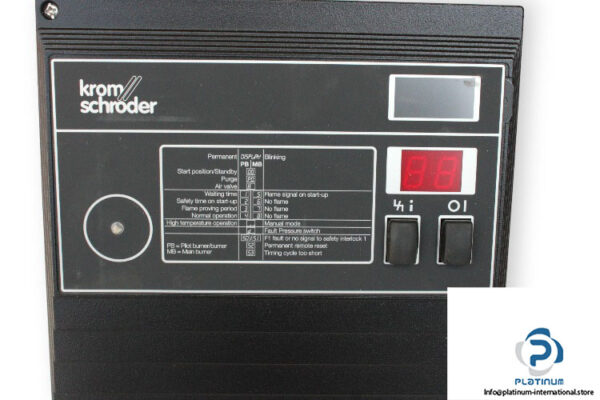 krom//
schröder
Permanent DISPLAY Blinking
PB MB
Start position/Standby
Purge
Air valve
Waiting time Flame signal on start-up
Safety time on start-up No flame
Flame proving period No flame
Normal operation No flame
High temperature operation Manual mode
Fault Pressure switch
F1 fault or no signal to safety interlock 1
PB = Pilot burner/burner Permanent remote reset
MB = Main burner Timing cycle too short
i
O I
PLATINUM
Info@platinum-international.store